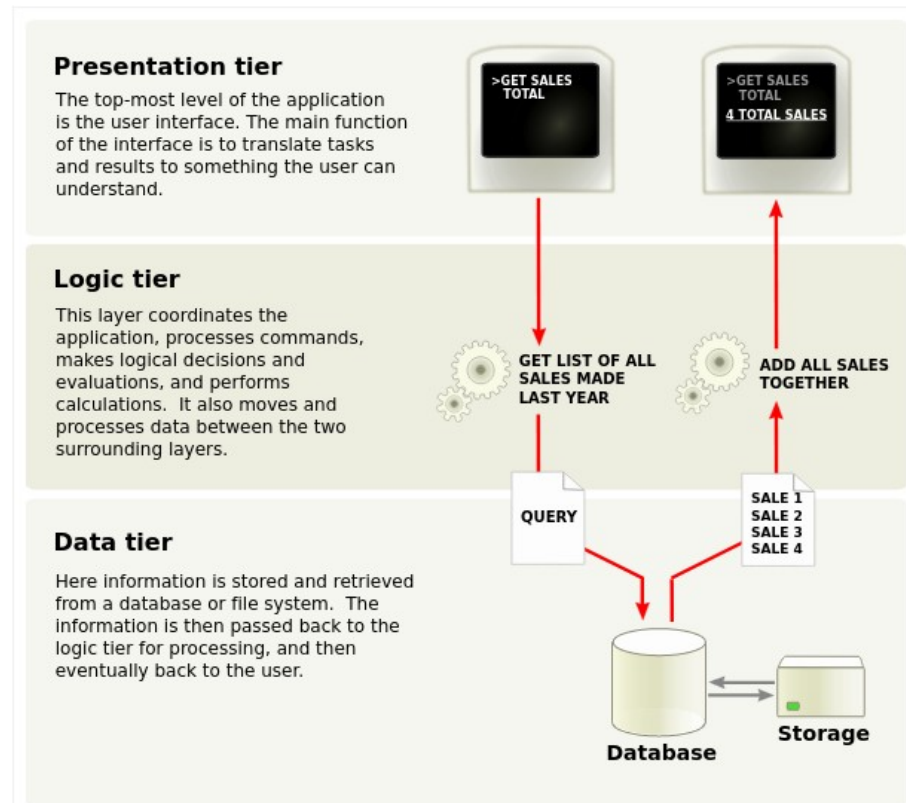 Presentation tier
The top-most level of the application
is the user interface. The main function
of the interface is to translate tasks
and results to something the user can
understand.
>GET SALES
TOTAL
>GET SALES
TOTAL
4 TOTAL SALES
Logic tier
This layer coordinates the
application, processes commands,
makes logical decisions and
evaluations, and performs
calculations. It also moves and
processes data between the two
surrounding layers.
GET LIST OF ALL
SALES MADE
LAST YEAR
ADD ALL SALES
TOGETHER
QUERY
SALE 1
SALE 2
SALE 3
SALE 4
Data tier
Here information is stored and retrieved
from a database or file system. The
information is then passed back to the
logic tier for processing, and then
eventually back to the user.
Database
Storage